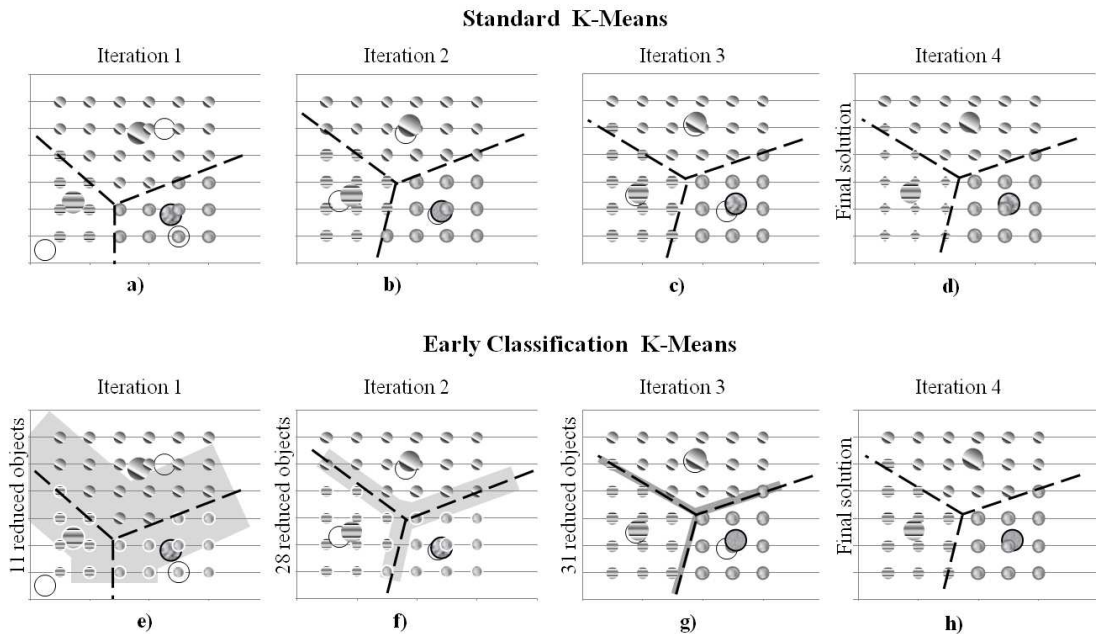 Standard K-Means
Iteration 1
Iteration 2
Iteration 3
Iteration 4
Final solution
a)
b)
c)
d)
Early Classification K-Means
Iteration 1
Iteration 2
Iteration 3
Iteration 4
11 reduced objects
28 reduced objects
31 reduced objects
Final solution
e)
f)
g)
h)